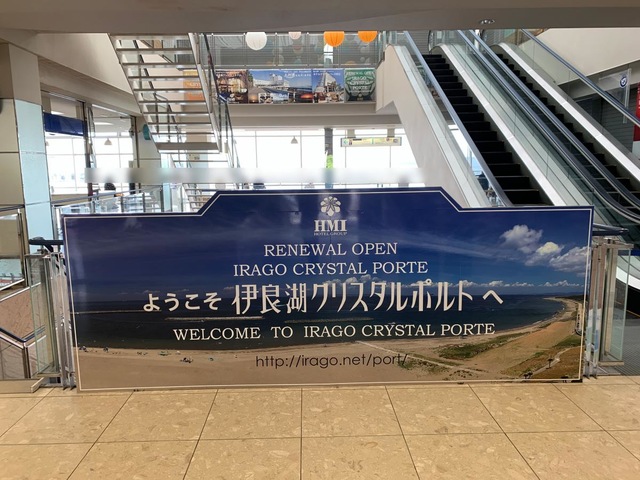 HMI
HOTEL GROUP
RENEWAL OPEN
IRAGO CRYSTAL PORTE
ようこそ 伊良湖クリスタルポルトへ
WELCOME TO IRAGO CRYSTAL PORTE
http://irago.net/port/